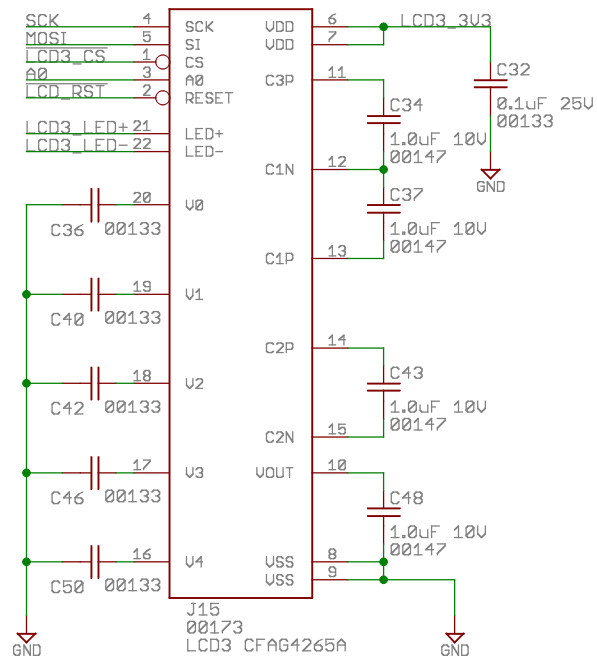 SCK 4 SCK VDD 6 LCD3_3V3
MOSI 5 SI VDD 7
LCD3_CS 1 CS
A0 3 A0 C3P 11 C32
LCD_RST 2 RESET 0.1uF 25V
C34 00133
LCD3_LED+ 21 LED+ 1.0uF 10V
LCD3_LED- 22 LED- 00147
C1N 12
GND
20 V0 C37
C36 00133 1.0uF 10V
00147
C1P 13
19 V1
C40 00133
C2P 14
18 V2 C43
C42 00133 1.0uF 10V
00147
C2N 15
17 V3 VOUT 10
C46 00133 C48
1.0uF 10V
00147
16 V4 VSS 8
C50 00133 VSS 9
J15
00173
LCD3 CFAG4265A
GND GND